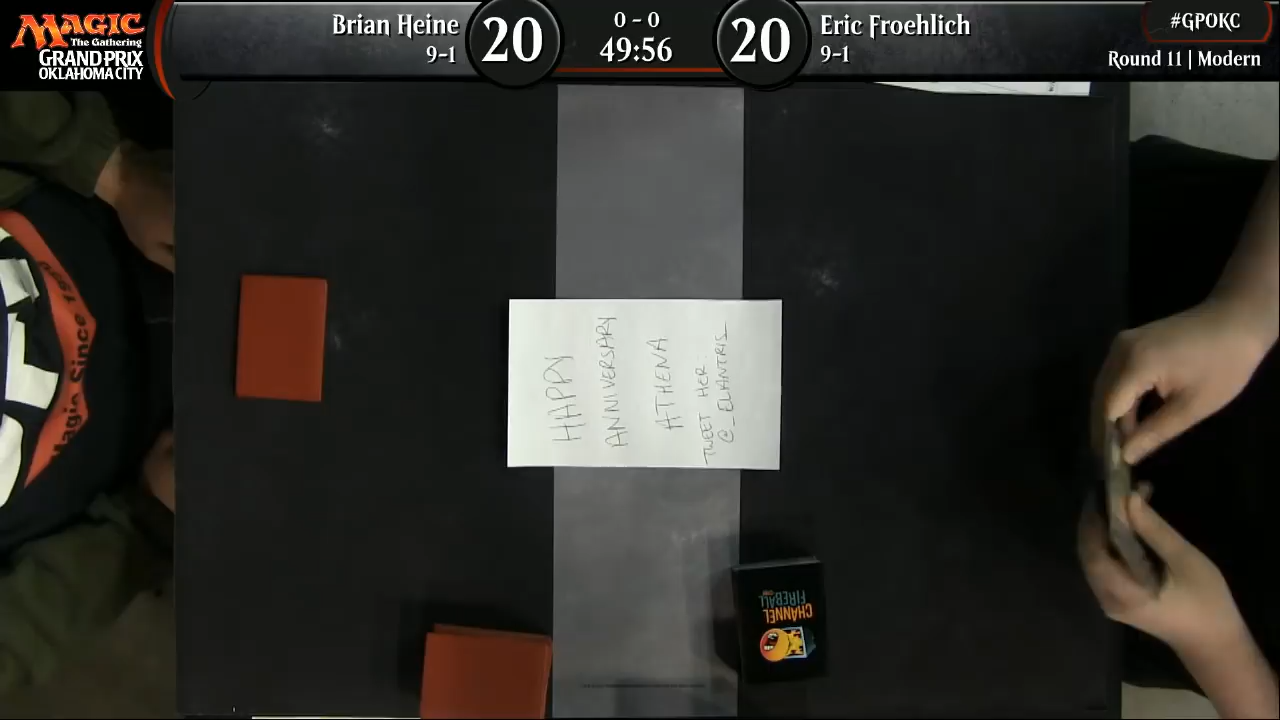 MAGIC
The Gathering
GRAND PRIX
OKLAHOMA CITY
Brian Heine
9-1
20
0 - 0
49:56
20
Eric Froehlich
9-1
#GPOKC
Round 11 | Modern
Magic Since 1993
HAPPY
ANNIVERSARY
ATHENA
TWEET HER:
@_ELANTRIS_
CHANNEL
FIREBALL